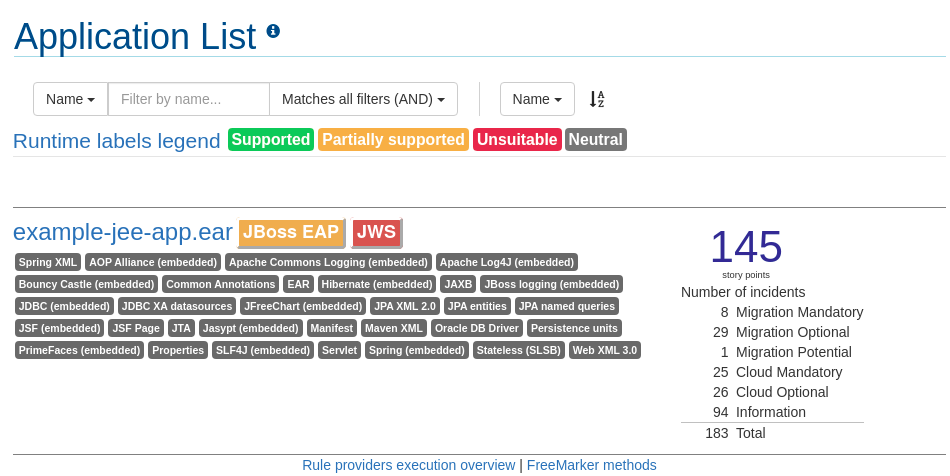 Application List
Name Filter by name... Matches all filters (AND) Name
Runtime labels legend Supported Partially supported Unsuitable Neutral
example-jee-app.ear JBoss EAP JWS
Spring XML AOP Alliance (embedded) Apache Commons Logging (embedded) Apache Log4J (embedded)
Bouncy Castle (embedded) Common Annotations EAR Hibernate (embedded) JAXB JBoss logging (embedded)
JDBC (embedded) JDBC XA datasources JFreeChart (embedded) JPA XML 2.0 JPA entities JPA named queries
JSF (embedded) JSF Page JTA Jasypt (embedded) Manifest Maven XML Oracle DB Driver Persistence units
PrimeFaces (embedded) Properties SLF4J (embedded) Servlet Spring (embedded) Stateless (SLSB) Web XML 3.0
145
story points
Number of incidents
8 Migration Mandatory
29 Migration Optional
1 Migration Potential
25 Cloud Mandatory
26 Cloud Optional
94 Information
183 Total
Rule providers execution overview | FreeMarker methods